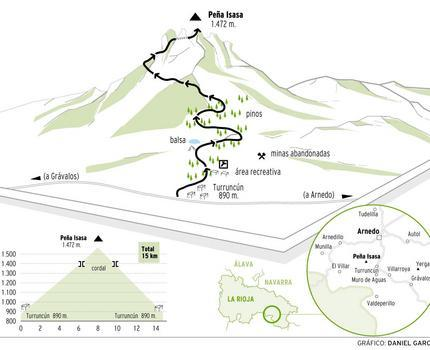 Peña Isasa
1.472 m.
pinos
balsa
minas abandonadas
área recreativa
(a Grávalos)
Turruncún
890 m.
(a Arnedo)
Peña Isasa
1.472 m.
Total
15 km
cordal
1.500
1.400
1.300
1.200
1.100
1.000
900
800
Turruncún 890 m.
Turruncún 890 m.
0 2 4 6 8 10 12 14
ÁLAVA
NAVARRA
LA RIOJA
Tudelilla
Arnedo
Autol
Arnedillo
Munilla
Peña Isasa
El Villar
Turruncún
Villarroya
Muro de Aguas
Grávalos
Valdeperillo
GRÁFICO: DANIEL